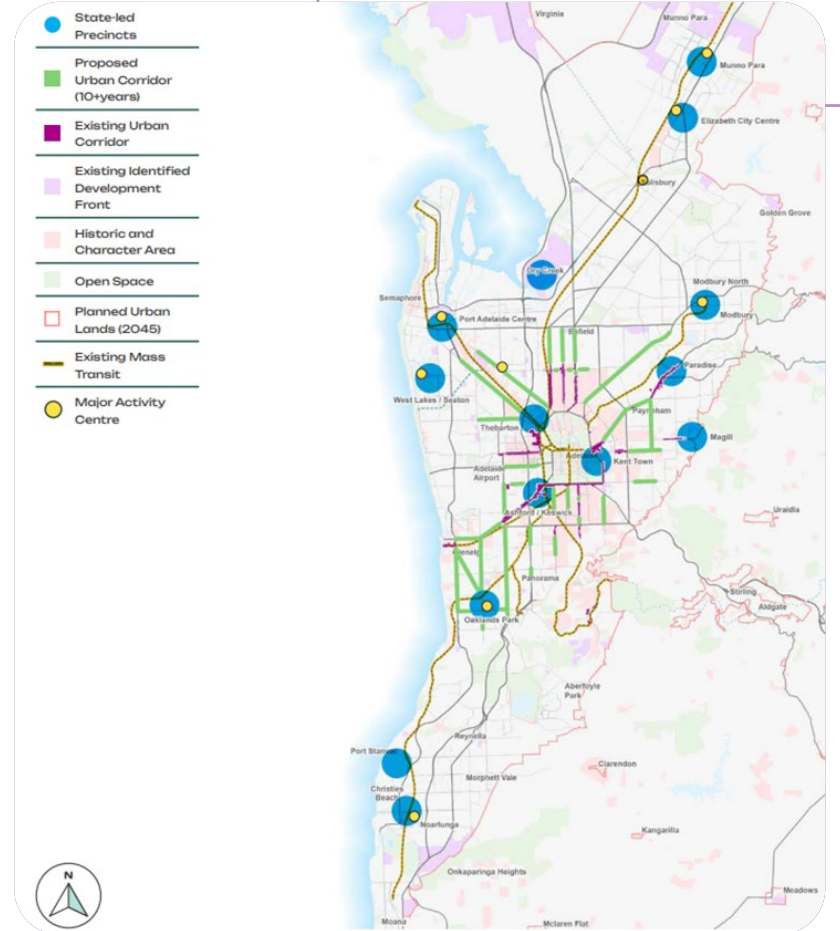 State-led
Precincts
Proposed
Urban Corridor
(10+years)
Existing Urban
Corridor
Existing Identified
Development
Front
Historic and
Character Area
Open Space
Planned Urban
Lands (2045)
Existing Mass
Transit
Major Activity
Centre
N
Virginia
Munno Para
Munno Para
Elizabeth City Centre
Salisbury
Golden Grove
Dry Creek
Modbury North
Semaphore
Modbury
Port Adelaide Centre
Enfield
Paradise
West Lakes / Seaton
Payneham
Thebarton
Magill
Adelaide
Kent Town
Adelaide
Airport
Uraidla
Ashford / Keswick
Glenelg
Panorama
Stirling
Aldgate
Oaklands Park
Aberfoyle
Park
Reynella
Port Stanvac
Clarendon
Morphett Vale
Christies
Beach
Noarlunga
Kangarilla
Onkaparinga Heights
Meadows
Moana
Mclaren Flat